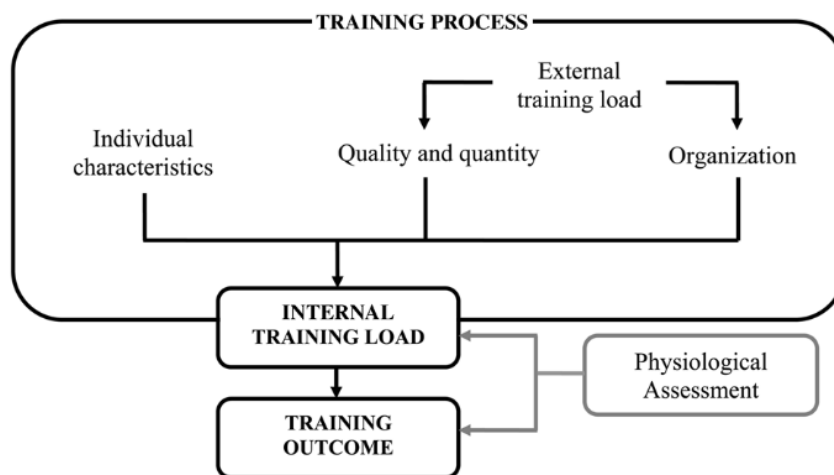 TRAINING PROCESS
External
training load
Individual
characteristics
Quality and quantity
Organization
INTERNAL
TRAINING LOAD
Physiological
Assessment
TRAINING
OUTCOME